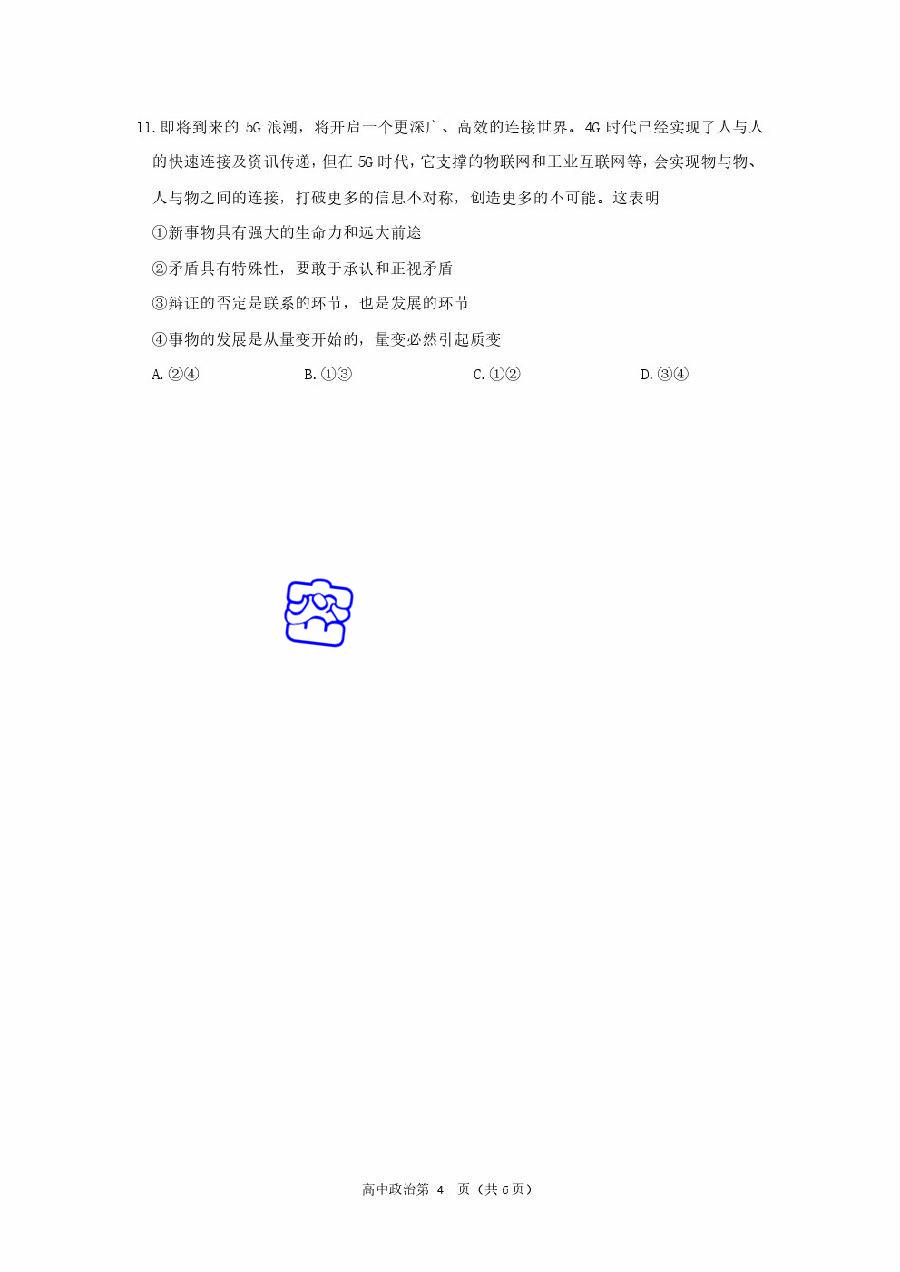 11. 即将到来的 5G 浪潮，将开启一个更深广、高效的连接世界。4G 时代已经实现了人与人
的快速连接及资讯传递，但在 5G 时代，它支撑的物联网和工业互联网等，会实现物与物、
人与物之间的连接，打破更多的信息不对称，创造更多的不可能。这表明
①新事物具有强大的生命力和远大前途
②矛盾具有特殊性，要敢于承认和正视矛盾
③辩证的否定是联系的环节，也是发展的环节
④事物的发展是从量变开始的，量变必然引起质变
A. ②④ B. ①③ C. ①② D. ③④
高中政治第 4 页（共 6 页）